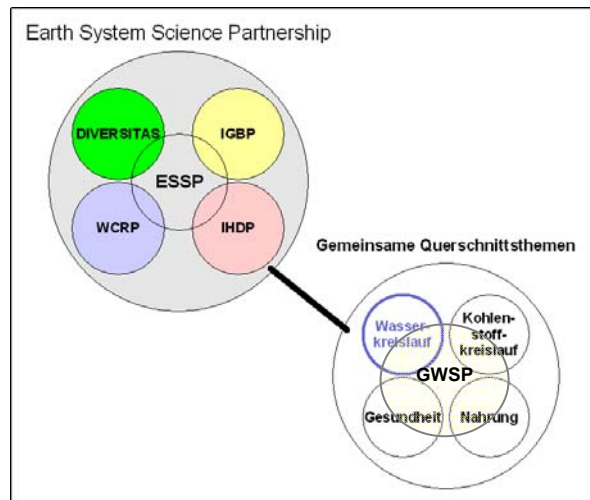 Earth System Science Partnership
DIVERSITAS
IGBP
ESSP
WCRP
IHDP
Gemeinsame Querschnittsthemen
Wasser
kreislauf
Kohlen-
stoff-
kreislauf
GWSP
Gesundheit
Nahrung